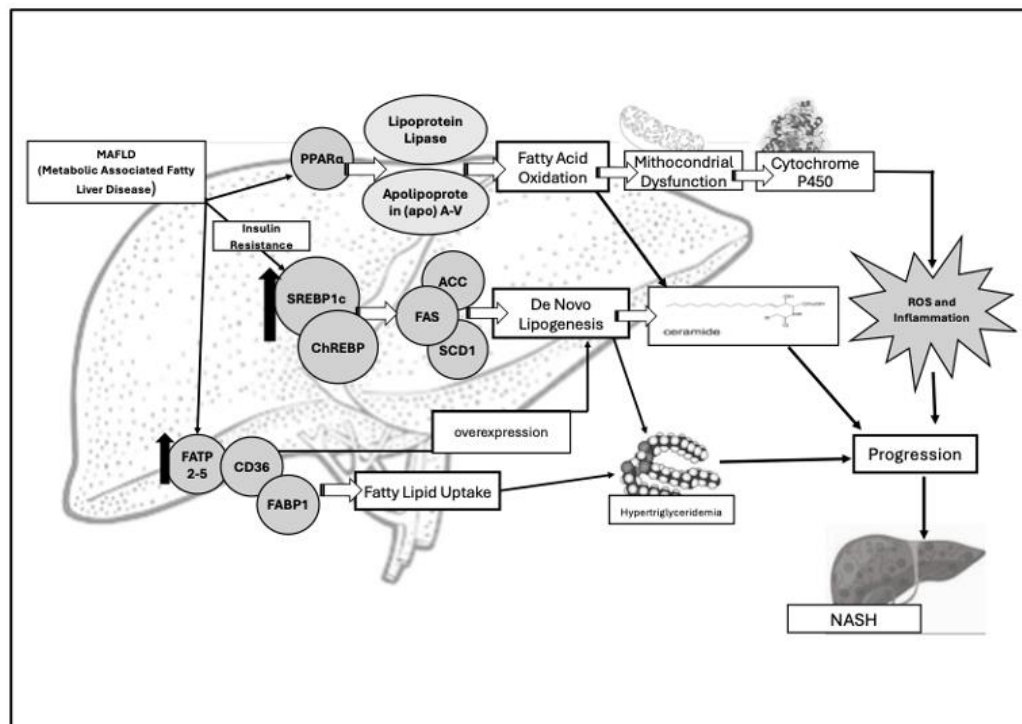 MAFLD
(Metabolic Associated Fatty
Liver Disease)
PPARα
Lipoprotein
Lipase
Apolipoprote
in (apo) A-V
Fatty Acid
Oxidation
Mithocondrial
Dysfunction
Cytochrome
P450
Insulin
Resistance
SREBP1c
ChREBP
ACC
FAS
SCD1
De Novo
Lipogenesis
ceramide
ROS and
Inflammation
overexpression
FATP
2-5
CD36
FABP1
Fatty Lipid Uptake
Hypertriglyceridemia
Progression
NASH